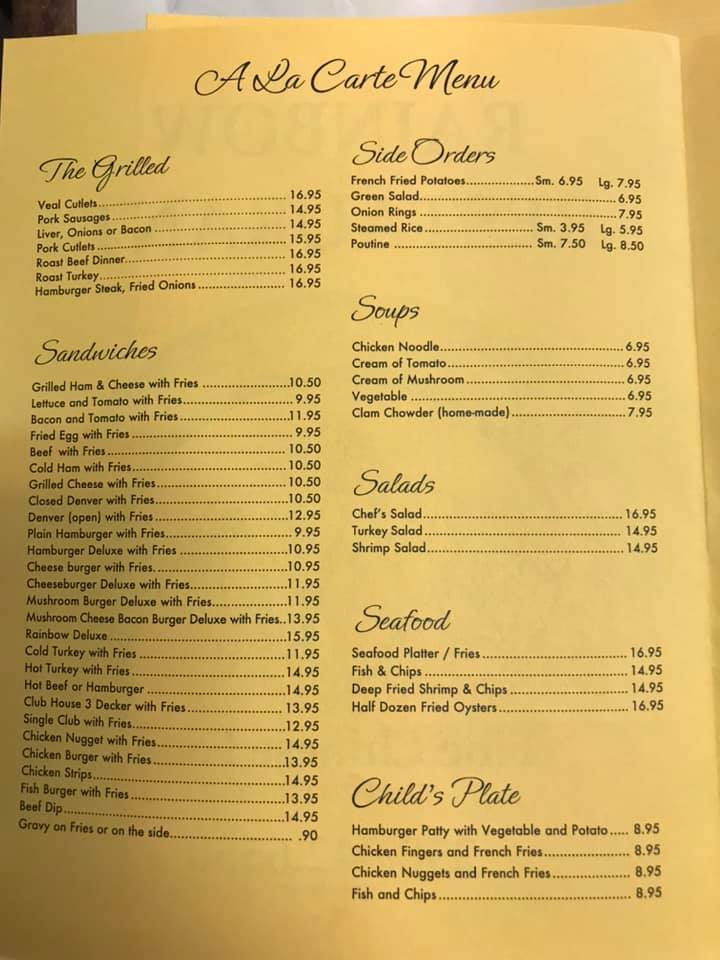 A La Carte Menu
The Grilled
Veal Cutlets 16.95
Pork Sausages 14.95
Liver, Onions or Bacon 14.95
Pork Cutlets 15.95
Roast Beef Dinner 16.95
Roast Turkey 16.95
Hamburger Steak, Fried Onions 16.95
Sandwiches
Grilled Ham & Cheese with Fries 10.50
Lettuce and Tomato with Fries 9.95
Bacon and Tomato with Fries 11.95
Fried Egg with Fries 9.95
Beef with Fries 10.50
Cold Ham with Fries 10.50
Grilled Cheese with Fries 10.50
Closed Denver with Fries 10.50
Denver (open) with Fries 12.95
Plain Hamburger with Fries 9.95
Hamburger Deluxe with Fries 10.95
Cheese burger with Fries. 10.95
Cheeseburger Deluxe with Fries 11.95
Mushroom Burger Deluxe with Fries 11.95
Mushroom Cheese Bacon Burger Deluxe with Fries..13.95
Rainbow Deluxe 15.95
Cold Turkey with Fries 11.95
Hot Turkey with Fries 14.95
Hot Beef or Hamburger 14.95
Club House 3 Decker with Fries 13.95
Single Club with Fries 12.95
Chicken Nugget with Fries 14.95
Chicken Burger with Fries 13.95
Chicken Strips 14.95
Fish Burger with Fries 13.95
Beef Dip 14.95
Gravy on Fries or on the side .90
Side Orders
French Fried Potatoes Sm. 6.95 Lg. 7.95
Green Salad 6.95
Onion Rings 7.95
Steamed Rice Sm. 3.95 Lg. 5.95
Poutine Sm. 7.50 Lg. 8.50
Soups
Chicken Noodle 6.95
Cream of Tomato 6.95
Cream of Mushroom 6.95
Vegetable 6.95
Clam Chowder (home-made) 7.95
Salads
Chef's Salad 16.95
Turkey Salad 14.95
Shrimp Salad 14.95
Seafood
Seafood Platter / Fries 16.95
Fish & Chips 14.95
Deep Fried Shrimp & Chips 14.95
Half Dozen Fried Oysters 16.95
Child's Plate
Hamburger Patty with Vegetable and Potato 8.95
Chicken Fingers and French Fries 8.95
Chicken Nuggets and French Fries 8.95
Fish and Chips 8.95